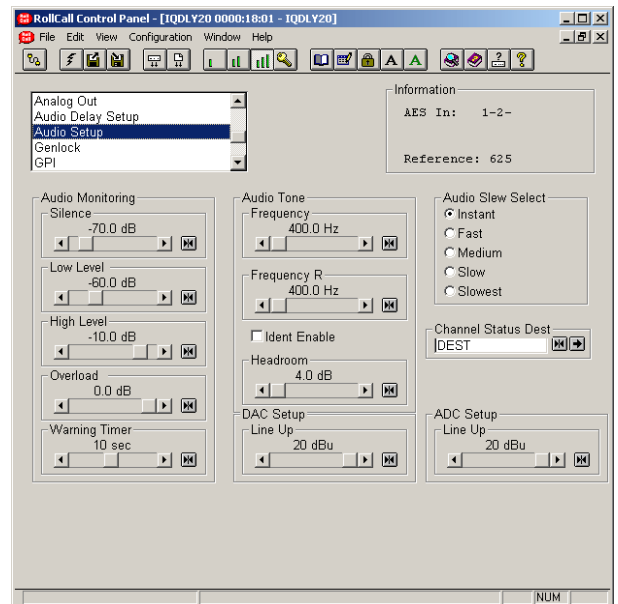 RollCall Control Panel - [IQDLY20 0000:18:01 - IQDLY20]
File Edit View Configuration Window Help
A A
Analog Out
Audio Delay Setup
Audio Setup
Genlock
GPI
Information
AES In: 1-2-
Reference: 625
Audio Monitoring
Silence
-70.0 dB
Low Level
-60.0 dB
High Level
-10.0 dB
Overload
0.0 dB
Warning Timer
10 sec
Audio Tone
Frequency
400.0 Hz
Frequency R
400.0 Hz
Ident Enable
Headroom
4.0 dB
DAC Setup
Line Up
20 dBu
Audio Slew Select
Instant
Fast
Medium
Slow
Slowest
Channel Status Dest
DEST
ADC Setup
Line Up
20 dBu
NUM